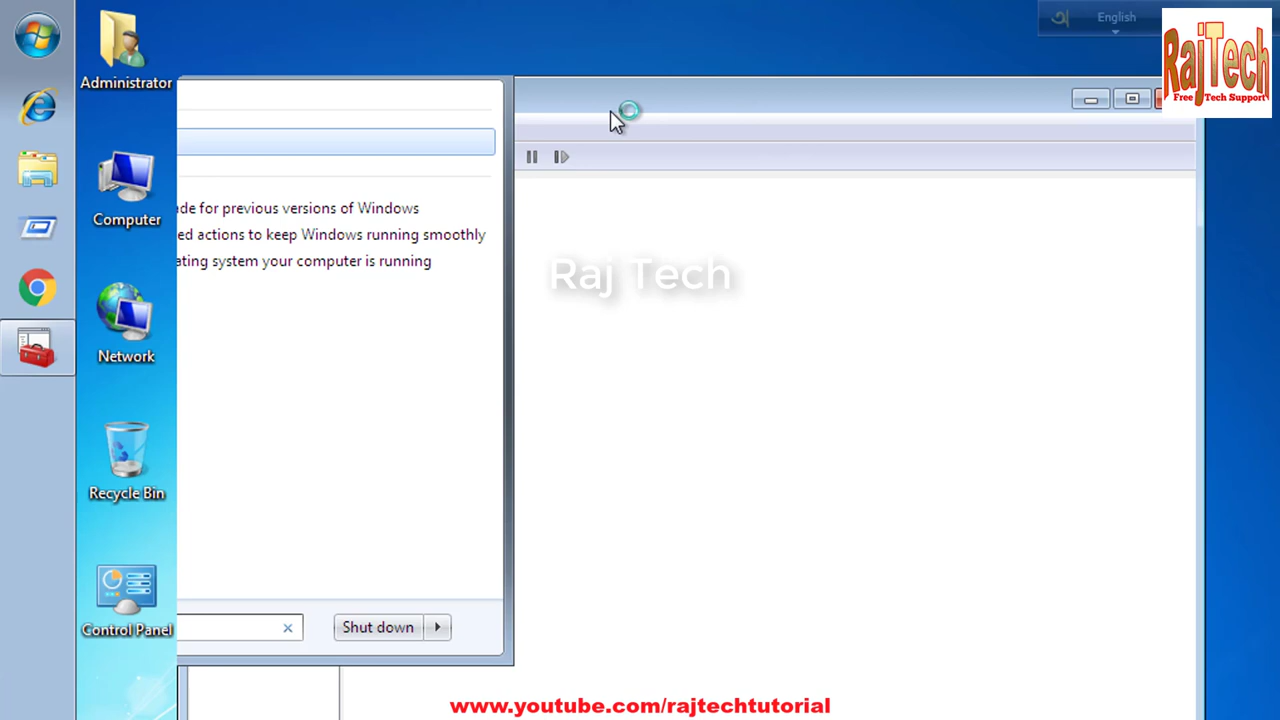 English
RajTech
Free Tech Support
Administrator
Computer
ade for previous versions of Windows
ed actions to keep Windows running smoothly
ating system your computer is running
Raj Tech
Network
Recycle Bin
Control Panel
Shut down
www.youtube.com/rajtechtutorial